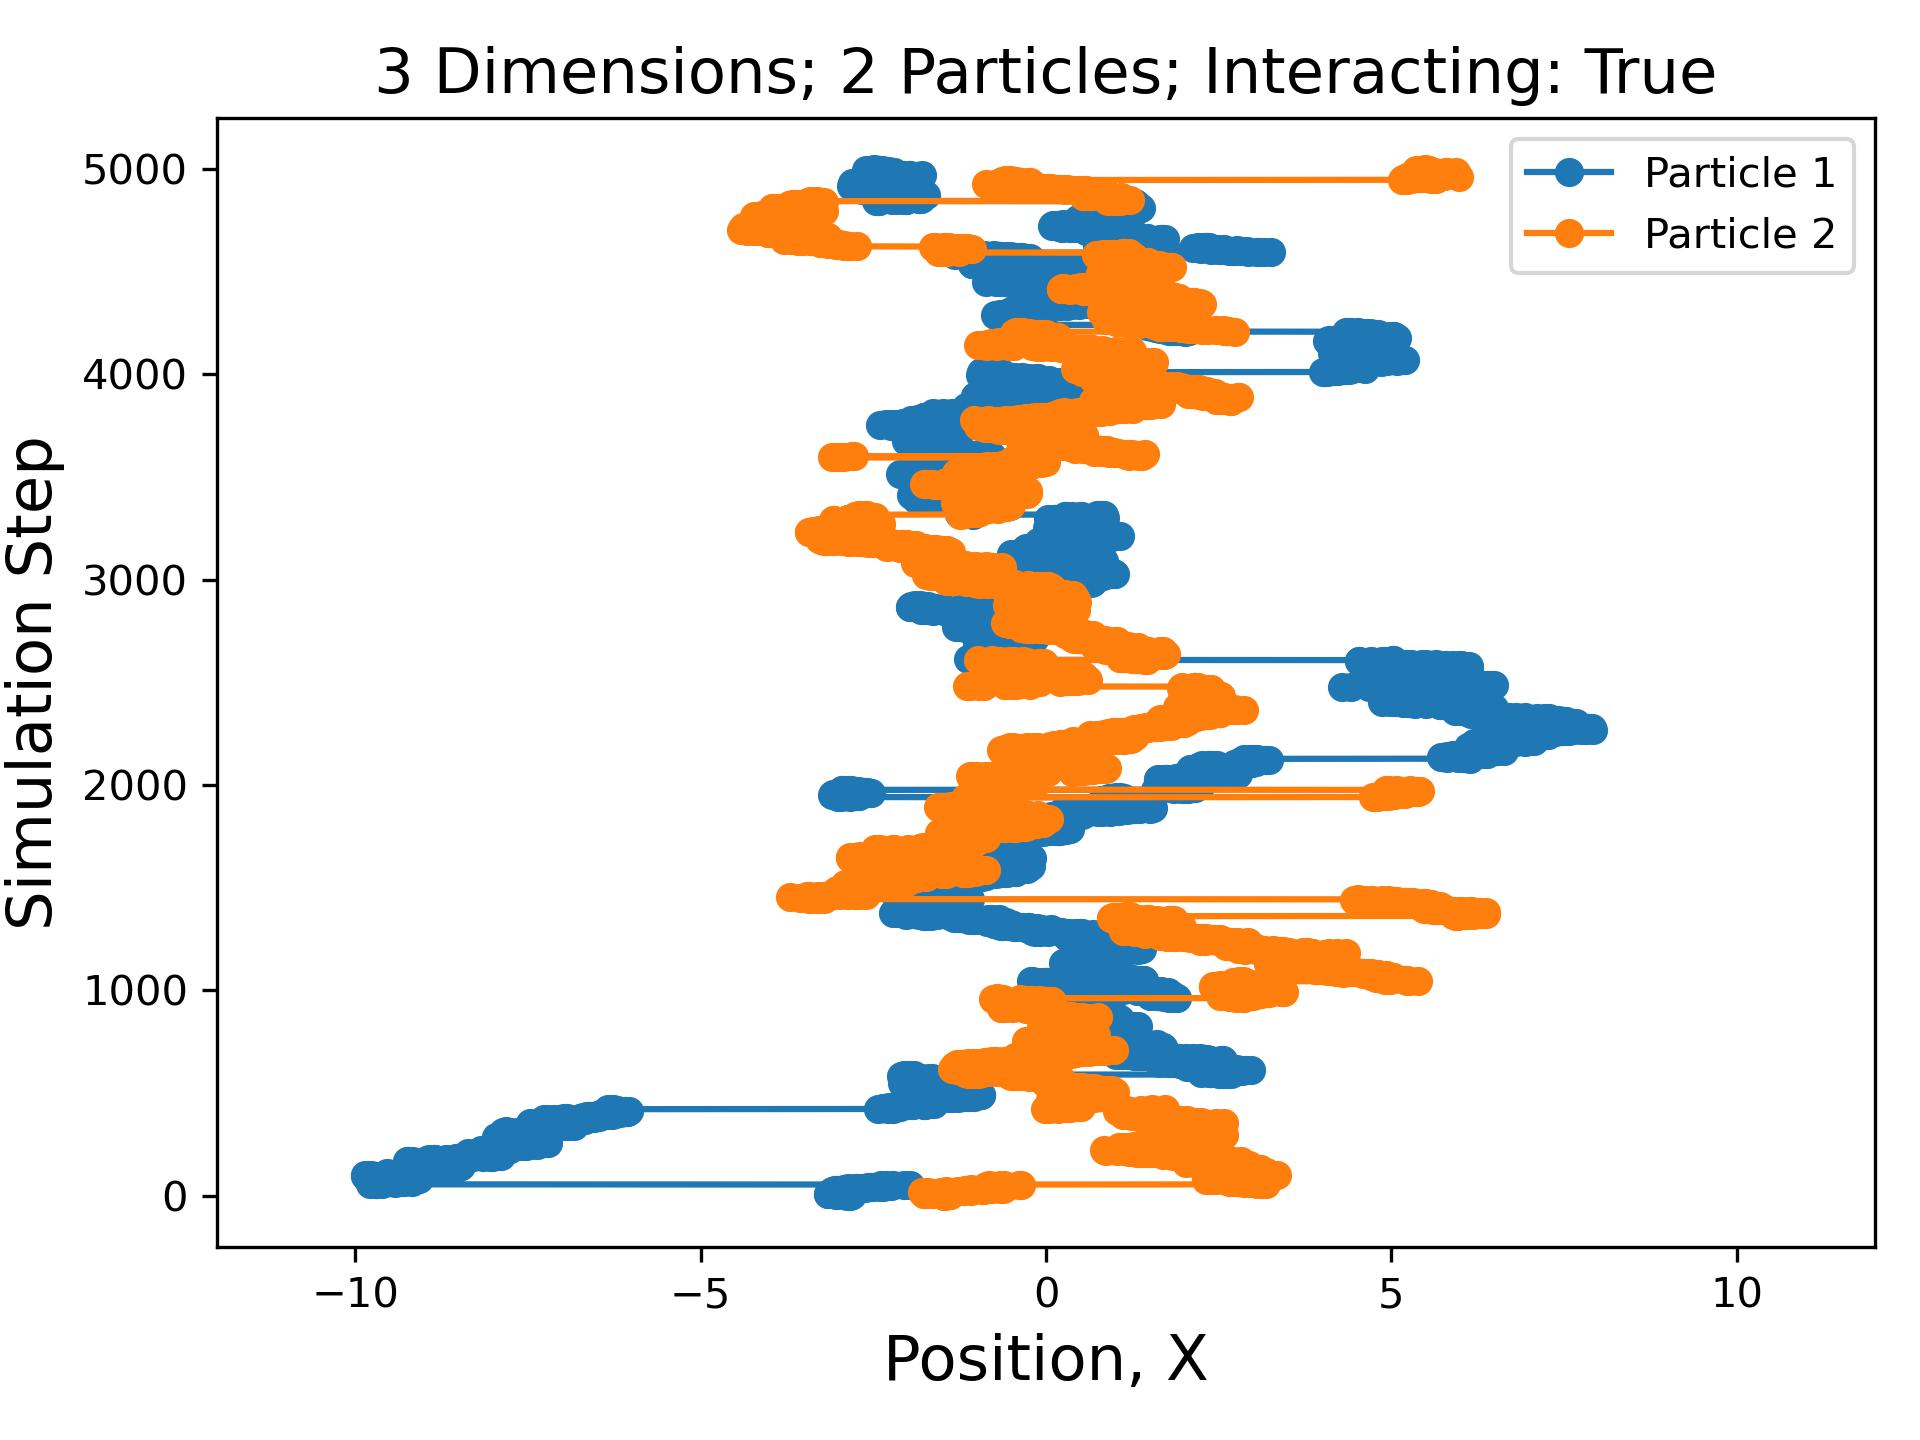 3 Dimensions; 2 Particles; Interacting: True
Particle 1
Particle 2
5000
4000
3000
2000
1000
0
Simulation Step
−10
−5
0
5
10
Position, X